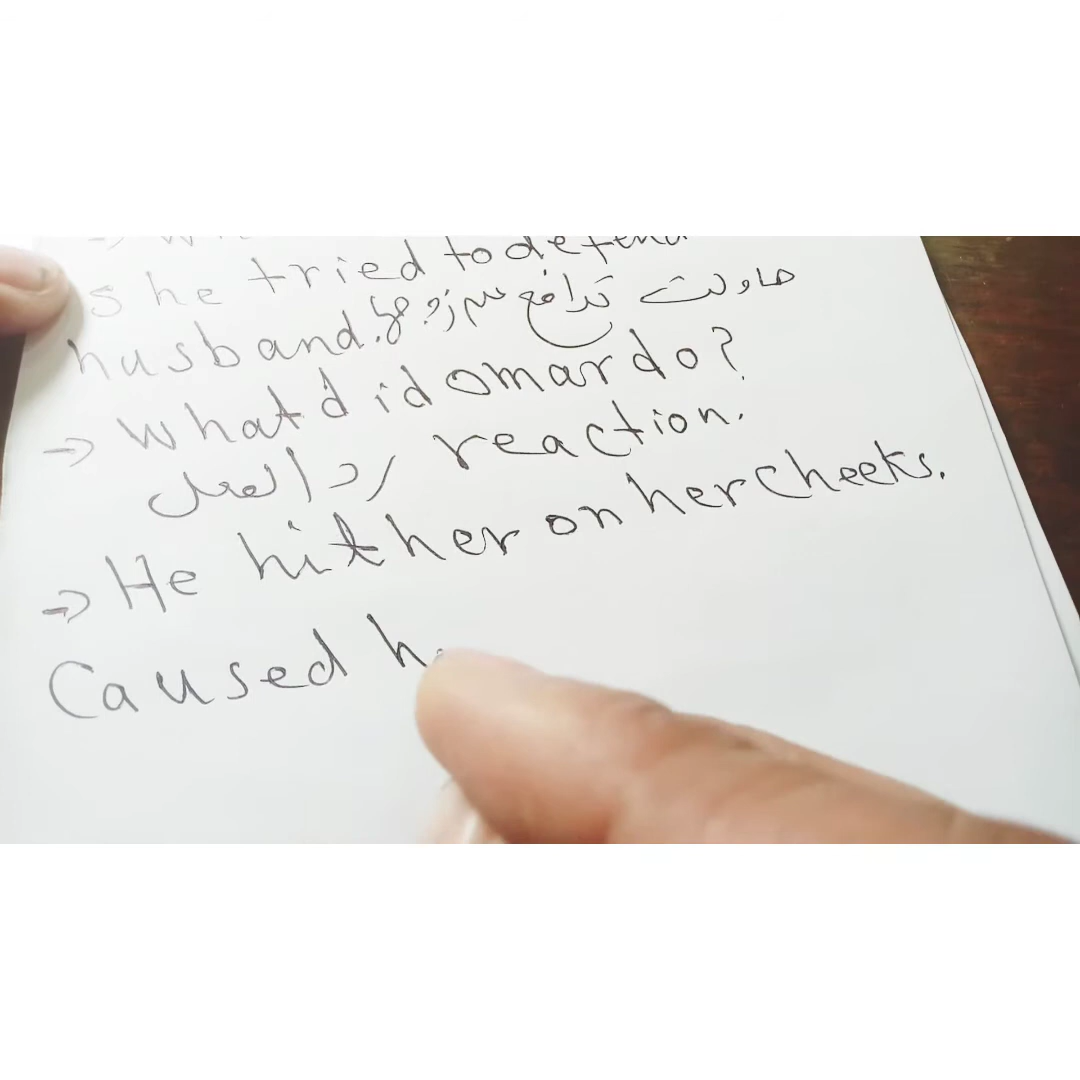 she tried to defend
husband. حاولت تدافع عن زوجها
→ What did Omar do?
رد الفعل reaction.
→ He hit her on her cheeks.
Caused h